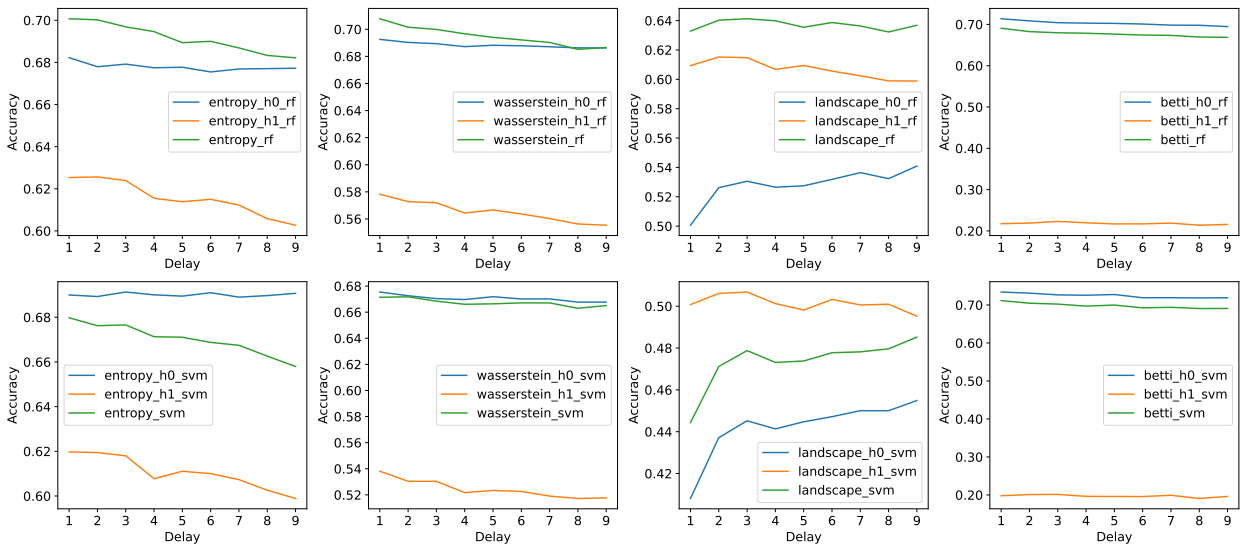 0.70
0.68
0.66
0.64
0.62
0.60
Accuracy
entropy_h0_rf
entropy_h1_rf
entropy_rf
1 2 3 4 5 6 7 8 9
Delay
0.70
0.68
0.66
0.64
0.62
0.60
0.58
0.56
Accuracy
wasserstein_h0_rf
wasserstein_h1_rf
wasserstein_rf
1 2 3 4 5 6 7 8 9
Delay
0.64
0.62
0.60
0.58
0.56
0.54
0.52
0.50
Accuracy
landscape_h0_rf
landscape_h1_rf
landscape_rf
1 2 3 4 5 6 7 8 9
Delay
0.70
0.60
0.50
0.40
0.30
0.20
Accuracy
betti_h0_rf
betti_h1_rf
betti_rf
1 2 3 4 5 6 7 8 9
Delay
0.68
0.66
0.64
0.62
0.60
Accuracy
entropy_h0_svm
entropy_h1_svm
entropy_svm
1 2 3 4 5 6 7 8 9
Delay
0.68
0.66
0.64
0.62
0.60
0.58
0.56
0.54
0.52
Accuracy
wasserstein_h0_svm
wasserstein_h1_svm
wasserstein_svm
1 2 3 4 5 6 7 8 9
Delay
0.50
0.48
0.46
0.44
0.42
Accuracy
landscape_h0_svm
landscape_h1_svm
landscape_svm
1 2 3 4 5 6 7 8 9
Delay
0.70
0.60
0.50
0.40
0.30
0.20
Accuracy
betti_h0_svm
betti_h1_svm
betti_svm
1 2 3 4 5 6 7 8 9
Delay